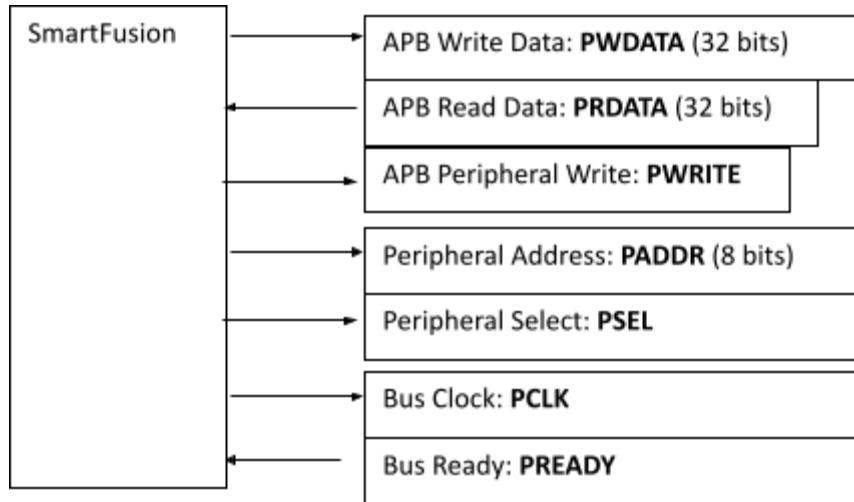 SmartFusion
APB Write Data: PWDATA (32 bits)
APB Read Data: PRDATA (32 bits)
APB Peripheral Write: PWRITE
Peripheral Address: PADDR (8 bits)
Peripheral Select: PSEL
Bus Clock: PCLK
Bus Ready: PREADY